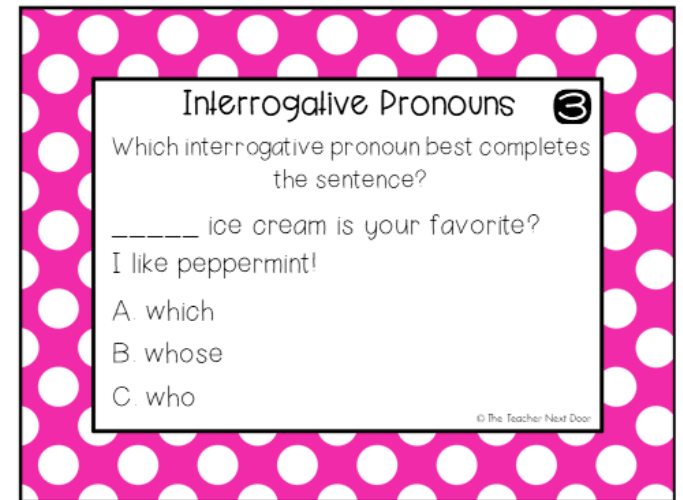 Interrogative Pronouns 3
Which interrogative pronoun best completes
the sentence?
_____ ice cream is your favorite?
I like peppermint!
A. which
B. whose
C. who
© The Teacher Next Door